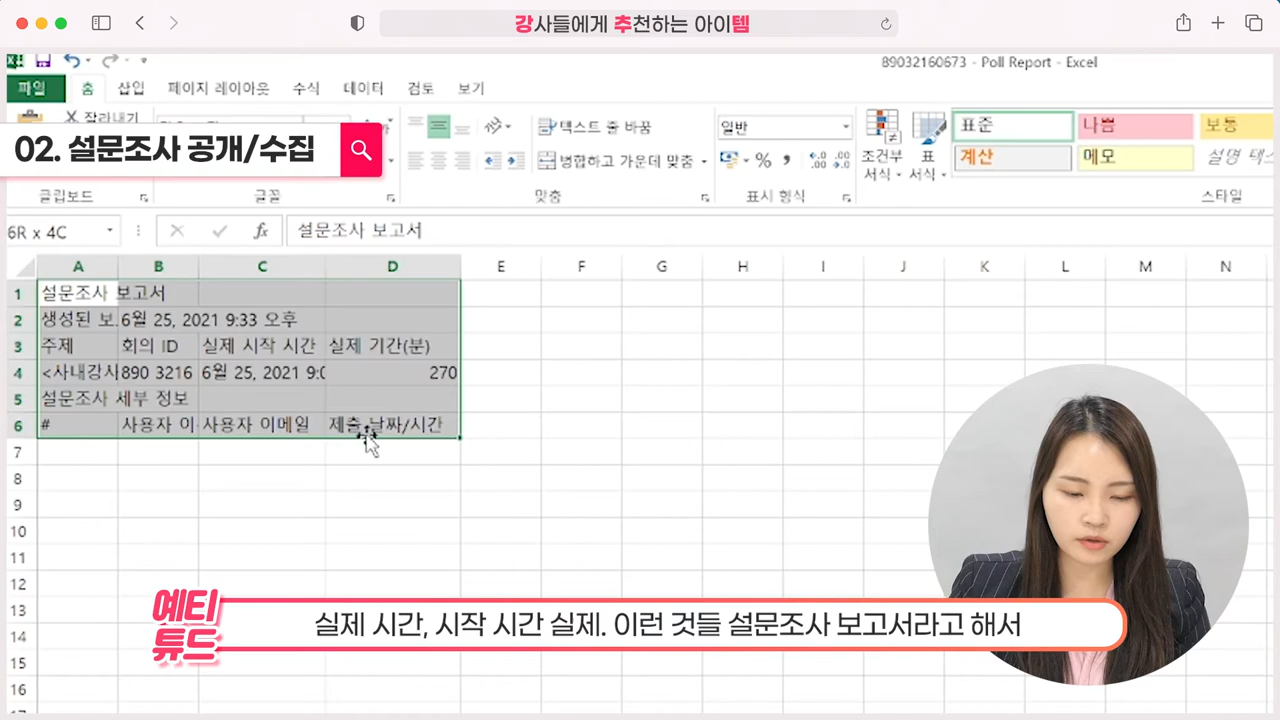 강사들에게 추천하는 아이템
89032160673 - Poll Report - Excel
파일 홈 삽입 페이지 레이아웃 수식 데이터 검토 보기
잘라내기
텍스트 줄 바꿈
일반
표준 나쁨 보통
02. 설문조사 공개/수집
병합하고 가운데 맞춤
% ,
조건부 서식
표 서식
계산 메모 설명 텍스
클립보드 글꼴 맞춤 표시 형식 스타일
6R x 4C fx 설문조사 보고서
A B C D E F G H I J K L M N
1 설문조사 보고서
2 생성된 보 6월 25, 2021 9:33 오후
3 주제 회의 ID 실제 시작 시간 실제 기간(분)
4 <사내강사 890 3216 6월 25, 2021 9:0 270
5 설문조사 세부 정보
6 # 사용자 이 사용자 이메일 제출 날짜/시간
7
8
9
10
11
12
13
14
15
16
예티튜드
실제 시간, 시작 시간 실제. 이런 것들 설문조사 보고서라고 해서